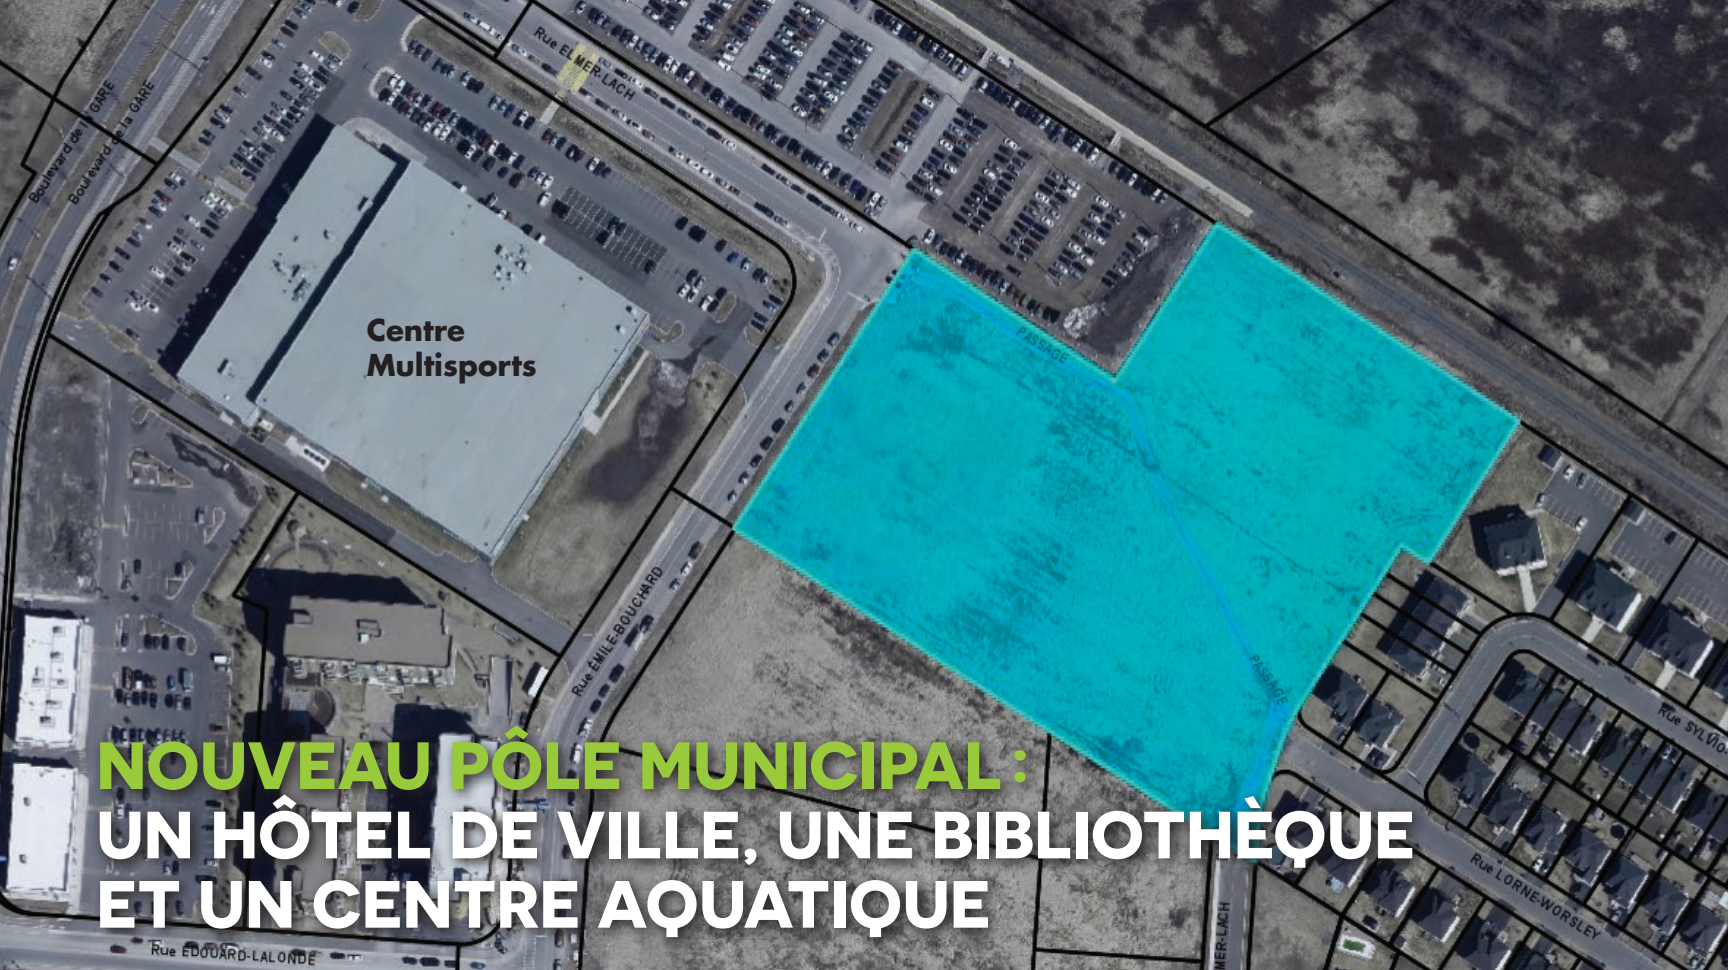 Rue ELMER-LACH
Boulevard de la GARE
Boulevard de la GARE
Centre
Multisports
PASSAGE
Rue ÉMILE-BOUCHARD
PASSAGE
NOUVEAU PÔLE MUNICIPAL :
UN HÔTEL DE VILLE, UNE BIBLIOTHÈQUE
ET UN CENTRE AQUATIQUE
Rue SYLVIO
Rue LORNE-WORSLEY
MER-LACH
Rue EDOUARD-LALONDE